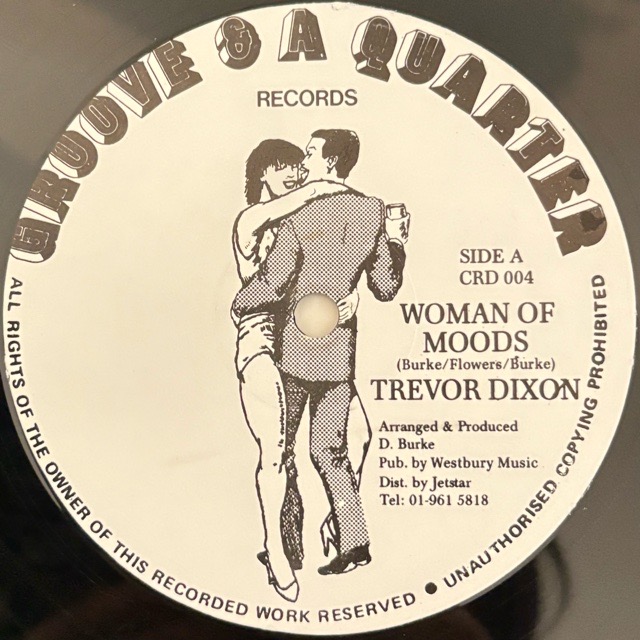 GROOVE & A QUARTER
RECORDS
SIDE A
CRD 004
WOMAN OF
MOODS
(Burke/Flowers/Burke)
TREVOR DIXON
Arranged & Produced
D. Burke
Pub. by Westbury Music
Dist. by Jetstar
Tel: 01-961 5818
ALL RIGHTS OF THE OWNER OF THIS RECORDED WORK RESERVED • UNAUTHORISED COPYING PROHIBITED